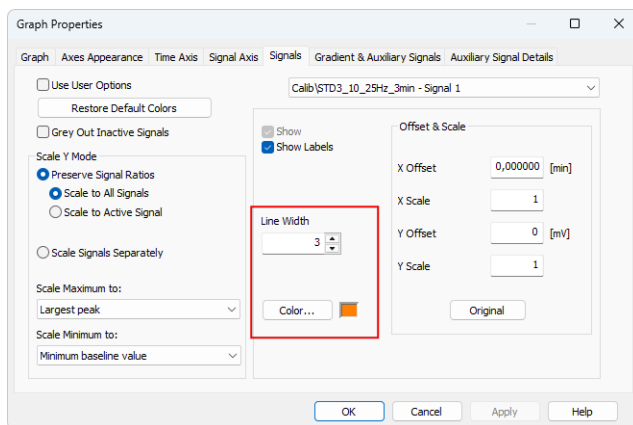 Graph Properties
Graph Axes Appearance Time Axis Signal Axis Signals Gradient & Auxiliary Signals Auxiliary Signal Details
Use User Options
Restore Default Colors
Grey Out Inactive Signals
Scale Y Mode
Preserve Signal Ratios
Scale to All Signals
Scale to Active Signal
Scale Signals Separately
Scale Maximum to:
Largest peak
Scale Minimum to:
Minimum baseline value
Calib\STD3_10_25Hz_3min - Signal 1
Show
Show Labels
Line Width
3
Color...
Offset & Scale
X Offset 0,000000 [min]
X Scale 1
Y Offset 0 [mV]
Y Scale 1
Original
OK Cancel Apply Help